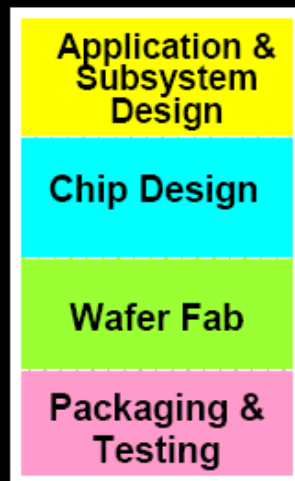 Application &
Subsystem
Design
Chip Design
Wafer Fab
Packaging &
Testing